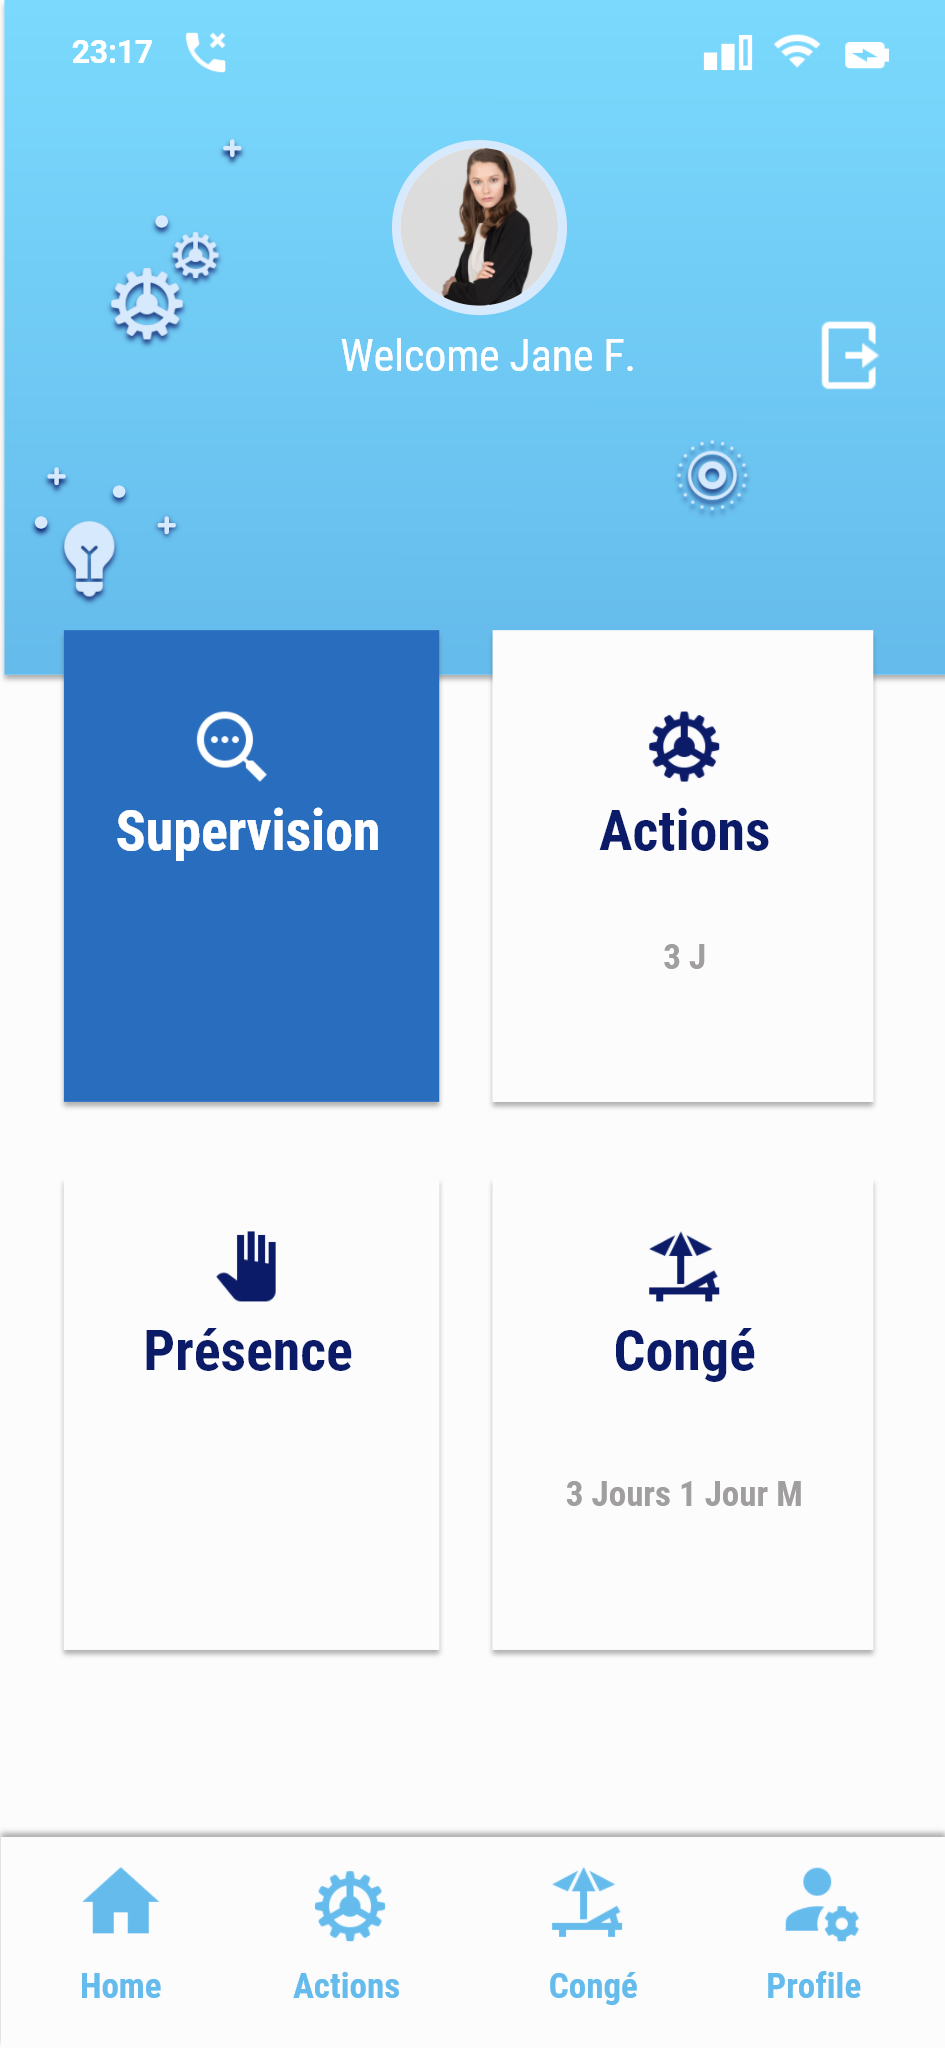 23:17
Welcome Jane F.
Supervision
Actions
3 J
Présence
Congé
3 Jours 1 Jour M
Home
Actions
Congé
Profile